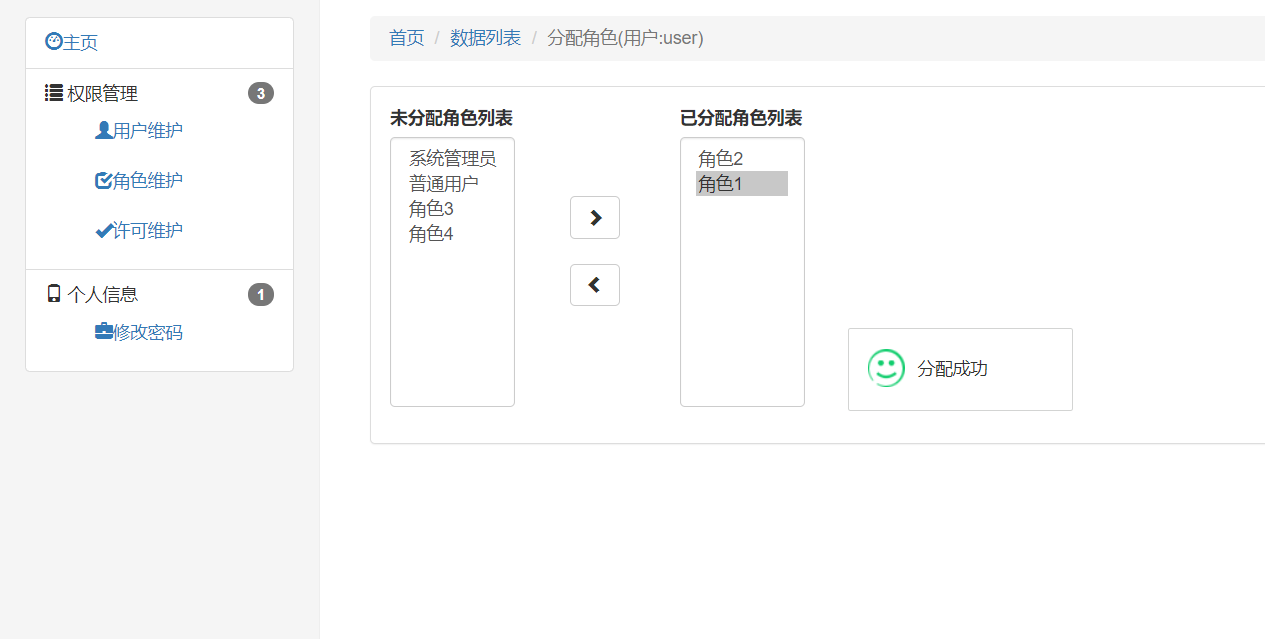 主页
权限管理 3
用户维护
角色维护
许可维护
个人信息 1
修改密码
首页 / 数据列表 / 分配角色(用户:user)
未分配角色列表
系统管理员
普通用户
角色3
角色4
已分配角色列表
角色2
角色1
分配成功